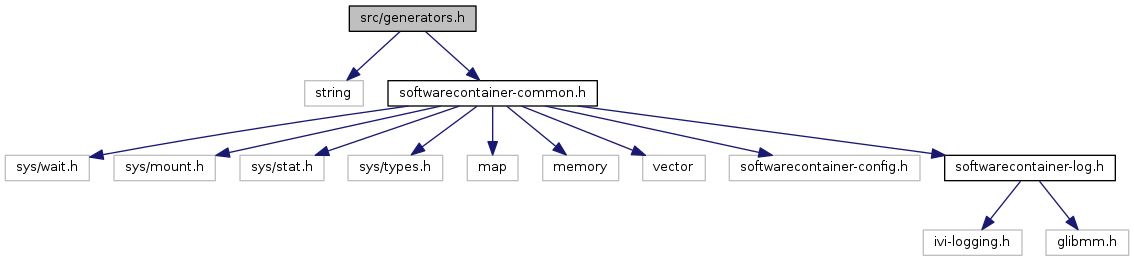 src/generators.h
string
softwarecontainer-common.h
sys/wait.h
sys/mount.h
sys/stat.h
sys/types.h
map
memory
vector
softwarecontainer-config.h
softwarecontainer-log.h
ivi-logging.h
glibmm.h